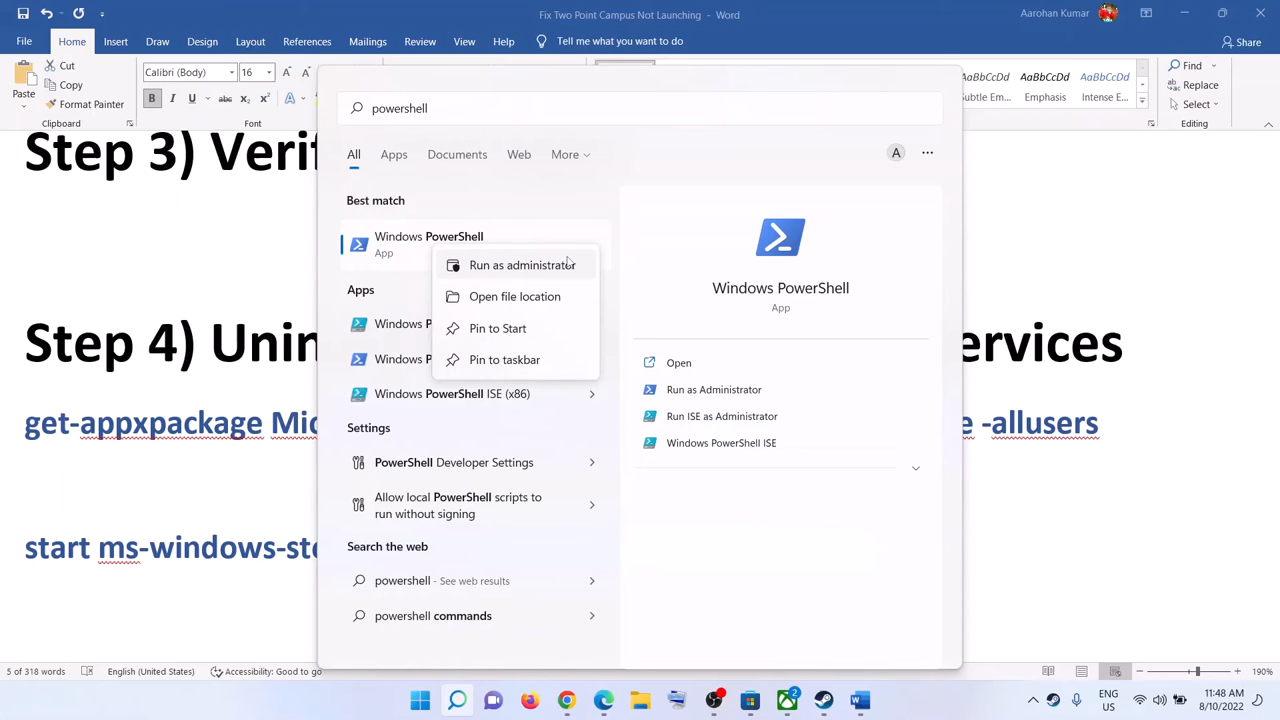 Fix Two Point Campus Not Launching - Word
Aarohan Kumar
File Home Insert Draw Design Layout References Mailings Review View Help Tell me what you want to do Share
Paste
Cut
Copy
Format Painter
Clipboard
Calibri (Body) 16
Font
AaBbCcDd AaBbCcDd AaBbCcDd
Subtle Em... Emphasis Intense E...
Find
Replace
Select
Editing
powershell
All Apps Documents Web More
A
Best match
Windows PowerShell
App
Run as administrator
Open file location
Pin to Start
Pin to taskbar
Apps
Windows P
Windows P
Windows PowerShell ISE (x86)
Settings
PowerShell Developer Settings
Allow local PowerShell scripts to
run without signing
Search the web
powershell - See web results
powershell commands
Windows PowerShell
App
Open
Run as Administrator
Run ISE as Administrator
Windows PowerShell ISE
Step 3) Verif
Step 4) Unin ervices
get-appxpackage Mic e -allusers
start ms-windows-sto
5 of 318 words English (United States) Accessibility: Good to go 190%
2
ENG
US
11:48 AM
8/10/2022